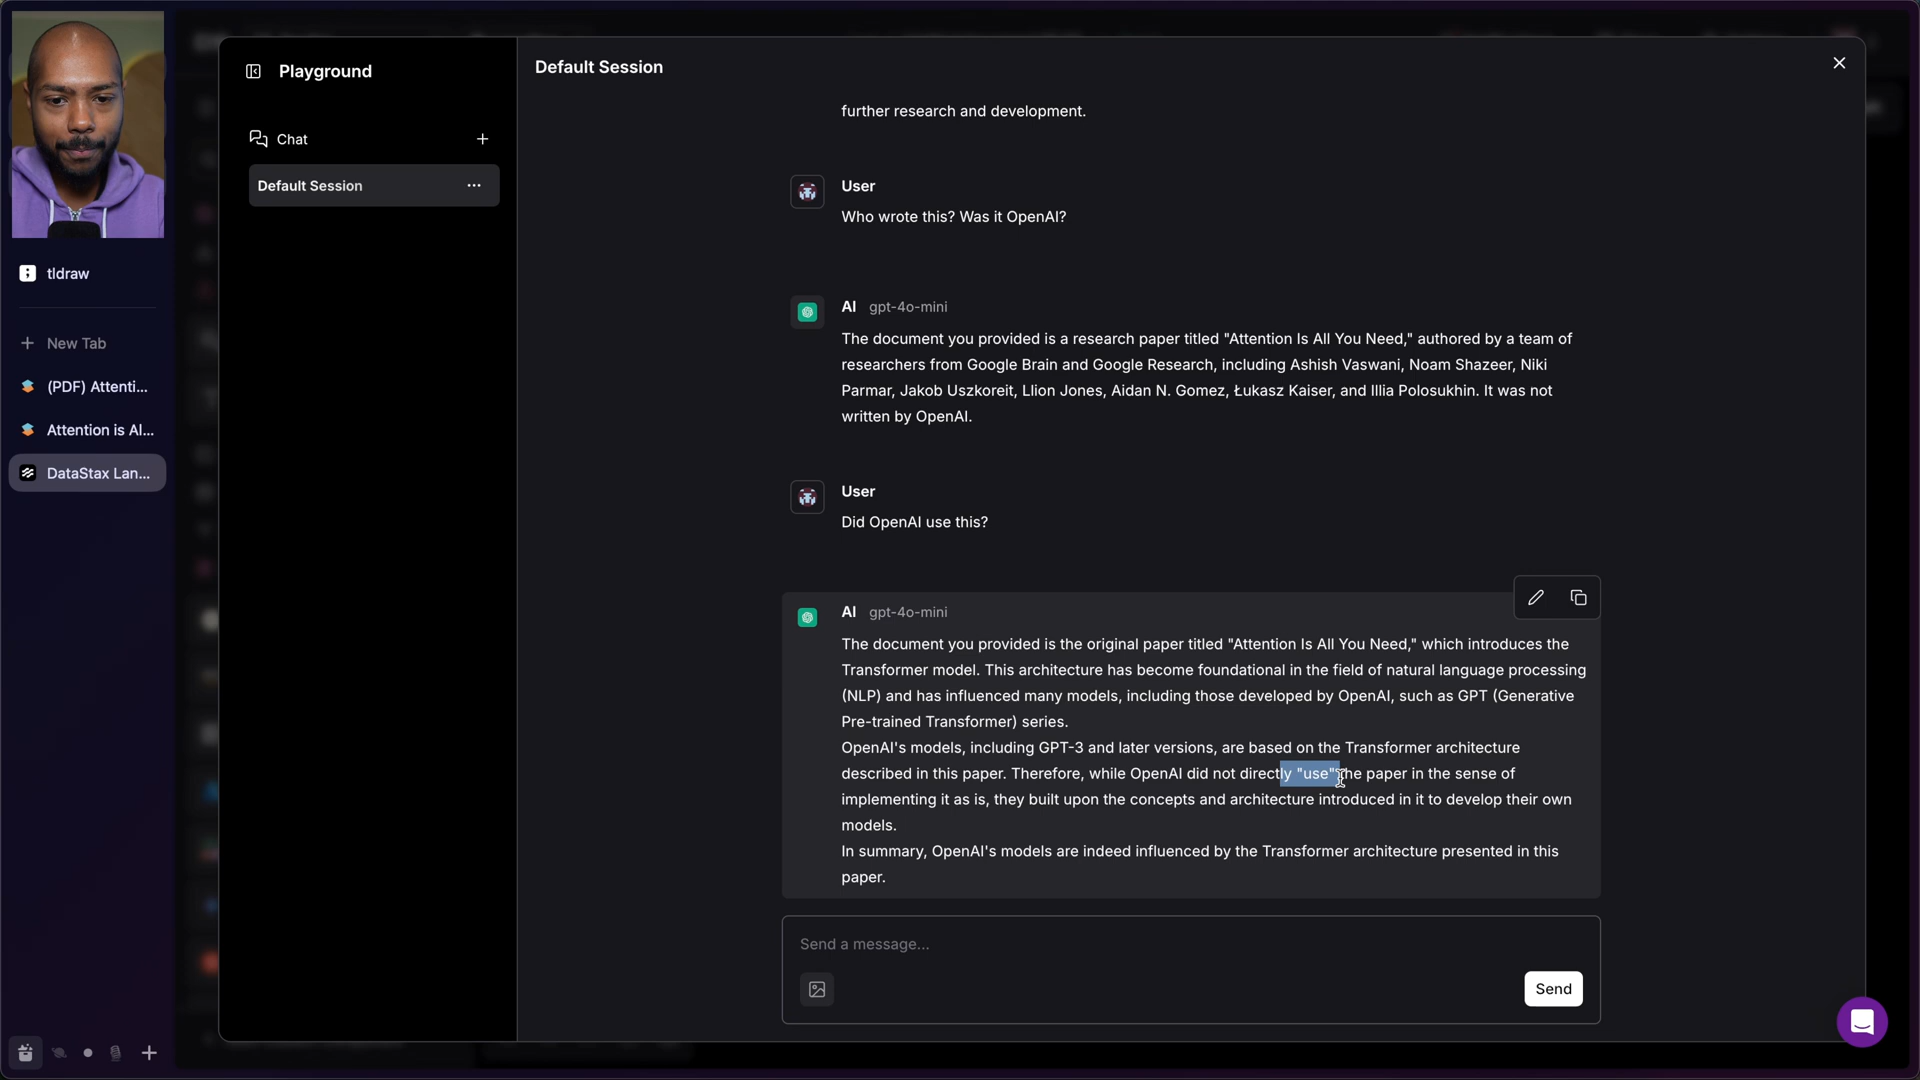 Playground
Chat
Default Session
tldraw
New Tab
(PDF) Attenti...
Attention is Al...
DataStax Lan...
Default Session
further research and development.
User
Who wrote this? Was it OpenAI?
AI gpt-4o-mini
The document you provided is a research paper titled "Attention Is All You Need," authored by a team of
researchers from Google Brain and Google Research, including Ashish Vaswani, Noam Shazeer, Niki
Parmar, Jakob Uszkoreit, Llion Jones, Aidan N. Gomez, Łukasz Kaiser, and Illia Polosukhin. It was not
written by OpenAI.
User
Did OpenAI use this?
AI gpt-4o-mini
The document you provided is the original paper titled "Attention Is All You Need," which introduces the
Transformer model. This architecture has become foundational in the field of natural language processing
(NLP) and has influenced many models, including those developed by OpenAI, such as GPT (Generative
Pre-trained Transformer) series.
OpenAI's models, including GPT-3 and later versions, are based on the Transformer architecture
described in this paper. Therefore, while OpenAI did not directly "use" the paper in the sense of
implementing it as is, they built upon the concepts and architecture introduced in it to develop their own
models.
In summary, OpenAI's models are indeed influenced by the Transformer architecture presented in this
paper.
Send a message...
Send